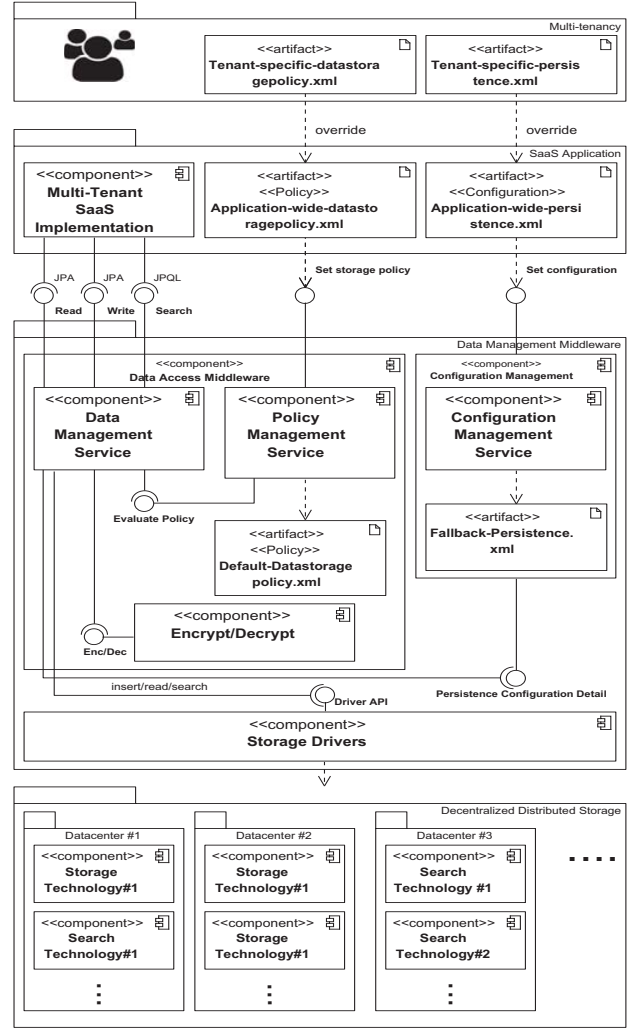 Multi-tenancy
<<artifact>>
Tenant-specific-datastora
gepolicy.xml
<<artifact>>
Tenant-specific-persis
tence.xml
override
override
SaaS Application
<<component>>
Multi-Tenant
SaaS
Implementation
<<artifact>>
<<Policy>>
Application-wide-datasto
ragepolicy.xml
<<artifact>>
<<Configuration>>
Application-wide-persi
stence.xml
JPA
JPA
JPQL
Read
Write
Search
Set storage policy
Set configuration
Data Management Middleware
<<component>>
Data Access Middleware
<<component>>
Configuration Management
<<component>>
Data
Management
Service
<<component>>
Policy
Management
Service
<<component>>
Configuration
Management
Service
Evaluate Policy
<<artifact>>
<<Policy>>
Default-Datastorage
policy.xml
<<artifact>>
Fallback-Persistence.
xml
<<component>>
Encrypt/Decrypt
Enc/Dec
insert/read/search
Driver API
Persistence Configuration Detail
<<component>>
Storage Drivers
Decentralized Distributed Storage
Datacenter #1
<<component>>
Storage
Technology#1
<<component>>
Search
Technology#1
Datacenter #2
<<component>>
Storage
Technology#1
<<component>>
Storage
Technology#1
Datacenter #3
<<component>>
Search
Technology #1
<<component>>
Search
Technology#2